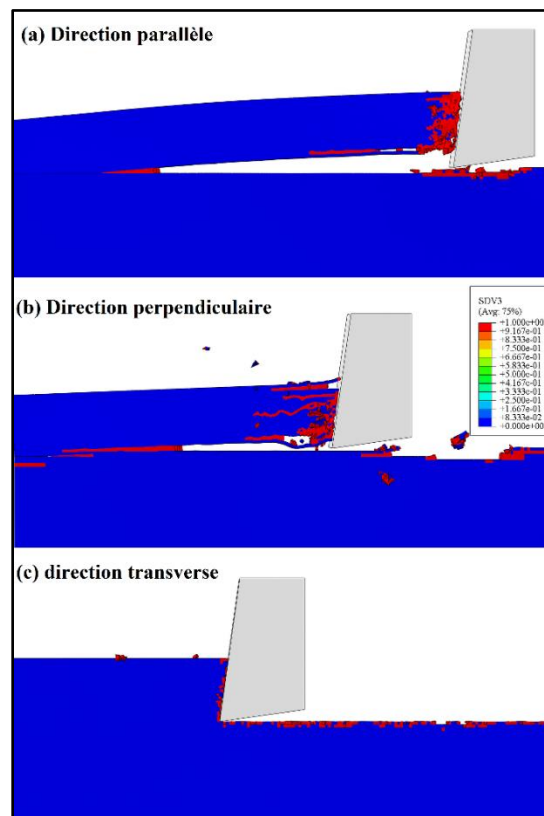 (a) Direction parallèle
(b) Direction perpendiculaire
SDV3
(Avg: 75%)
+1.000e+00
+9.167e-01
+8.333e-01
+7.500e-01
+6.667e-01
+5.833e-01
+5.000e-01
+4.167e-01
+3.333e-01
+2.500e-01
+1.667e-01
+8.333e-02
+0.000e+00
(c) direction transverse